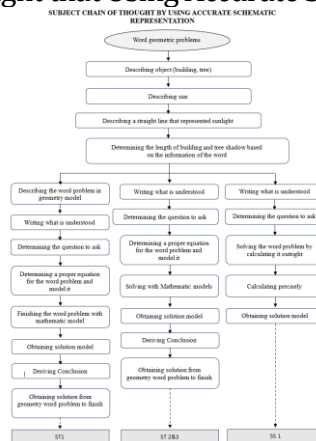 SUBJECT CHAIN OF THOUGHT BY USING ACCURATE SCHEMATIC
REPRESENTATION
Word geometric problems
Describing object (building, tree)
Describing sun
Describing a straight line that represented sunlight
Determining the length of building and tree shadow based
on the information of the word
Describing the word problem in
geometry model
Writing what is understood
Determining the question to ask
Determining a proper equation
for the word problem and
model it
Finishing the word problem with
mathematic model
Obtaining solution model
Deriving Conclusion
Obtaining solution from
geometry word problem to finish
ST1
Writing what is understood
Determining the question to ask
Determining a proper equation
for the word problem and
model it
Solving with Mathematic models
Obtaining solution model
Deriving Conclusion
Obtaining solution from
geometry word problem to finish
ST 2&3
Writing what is understood
Determining the question to ask
Solving the word problem by
calculating it outright
Calculating precisely
Obtaining solution model
SS 1